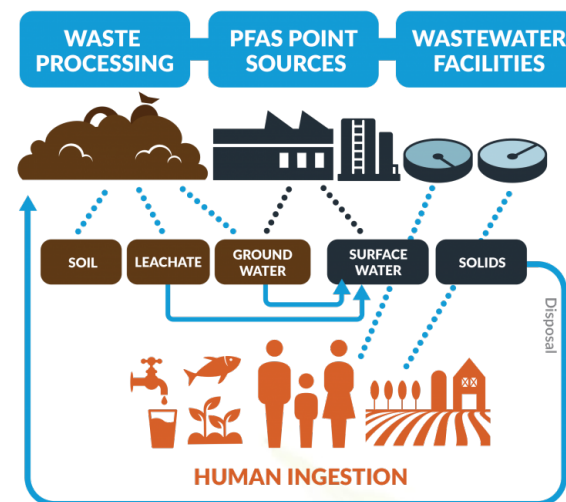 WASTE
PROCESSING
PFAS POINT
SOURCES
WASTEWATER
FACILITIES
SOIL
LEACHATE
GROUND
WATER
SURFACE
WATER
SOLIDS
Disposal
HUMAN INGESTION